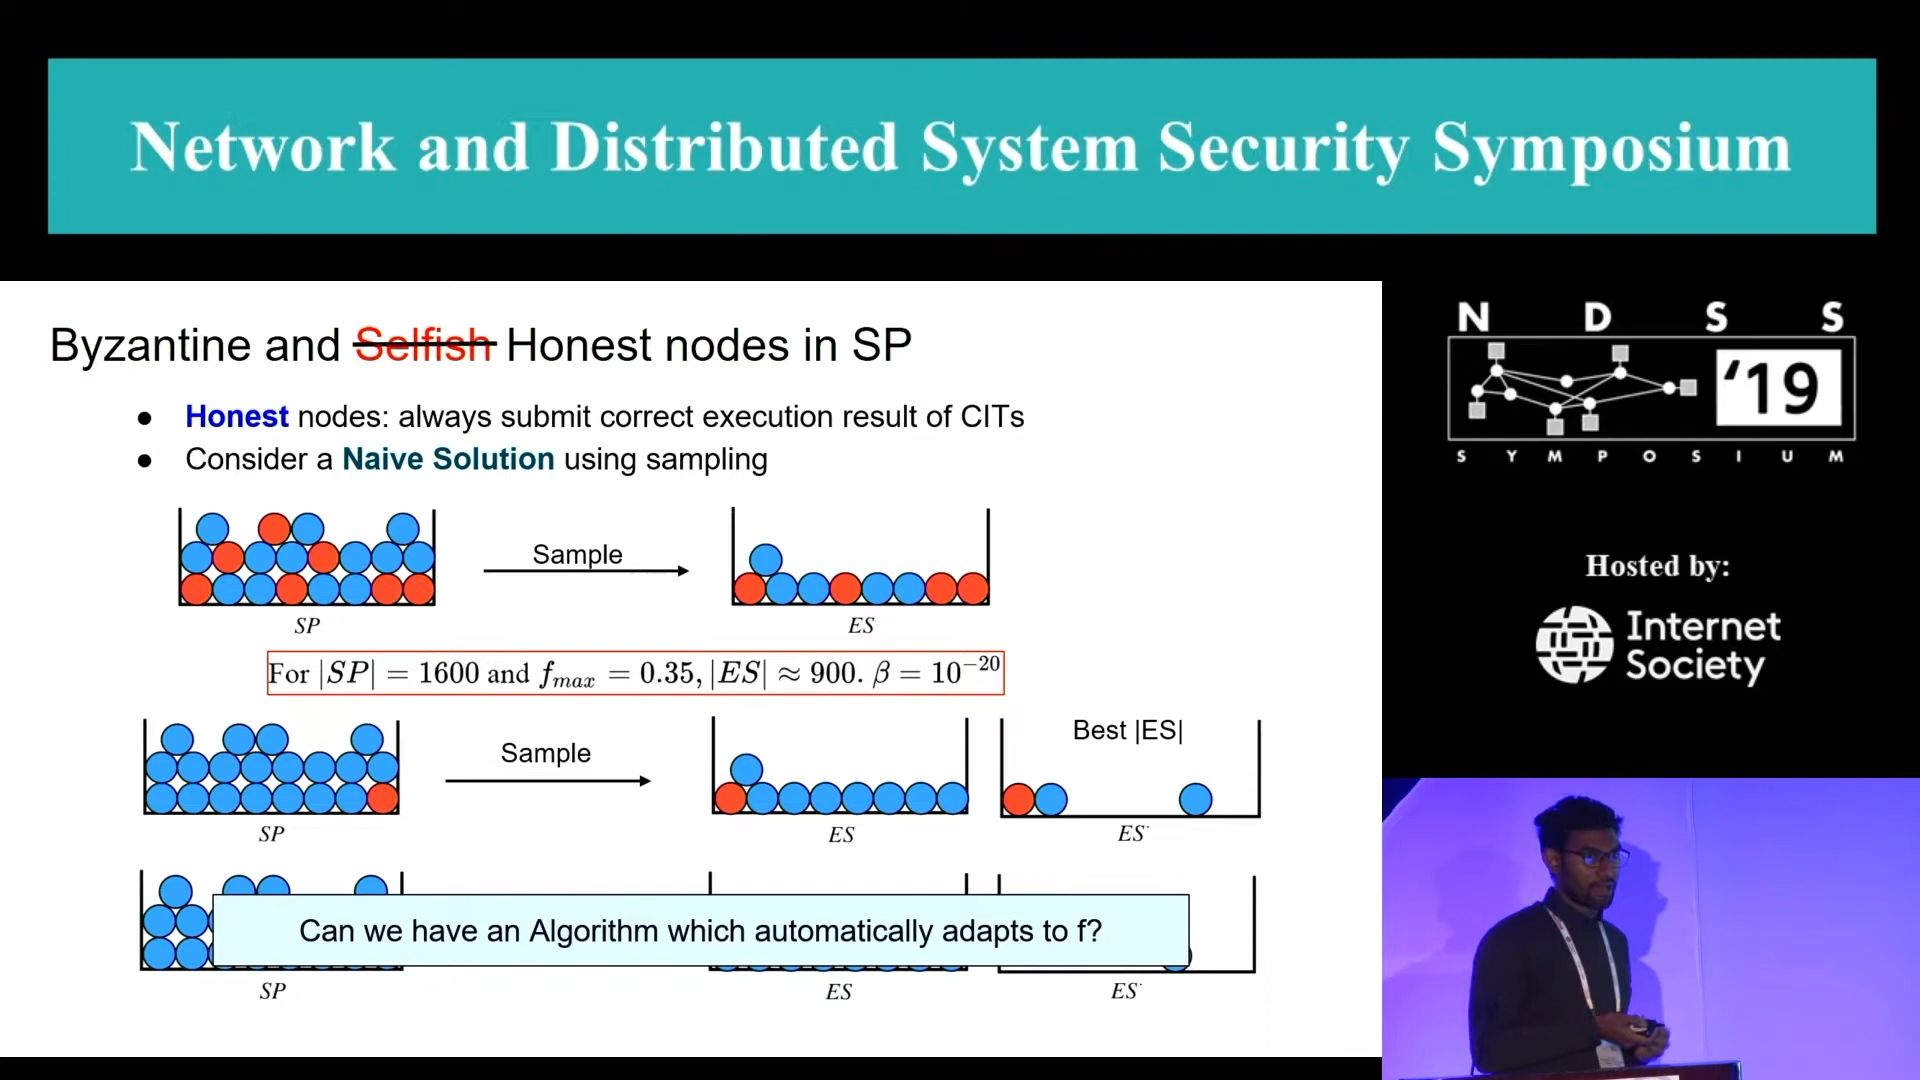 Network and Distributed System Security Symposium
Byzantine and Selfish Honest nodes in SP
● Honest nodes: always submit correct execution result of CITs
● Consider a Naive Solution using sampling
Sample
SP
ES
For |SP| = 1600 and fmax = 0.35, |ES| ≈ 900. β = 10⁻²⁰
Sample
Best |ES|
SP
ES
ES
Can we have an Algorithm which automatically adapts to f?
SP
ES
ES
N D S S
'19
S Y M P O S I U M
Hosted by:
Internet
Society